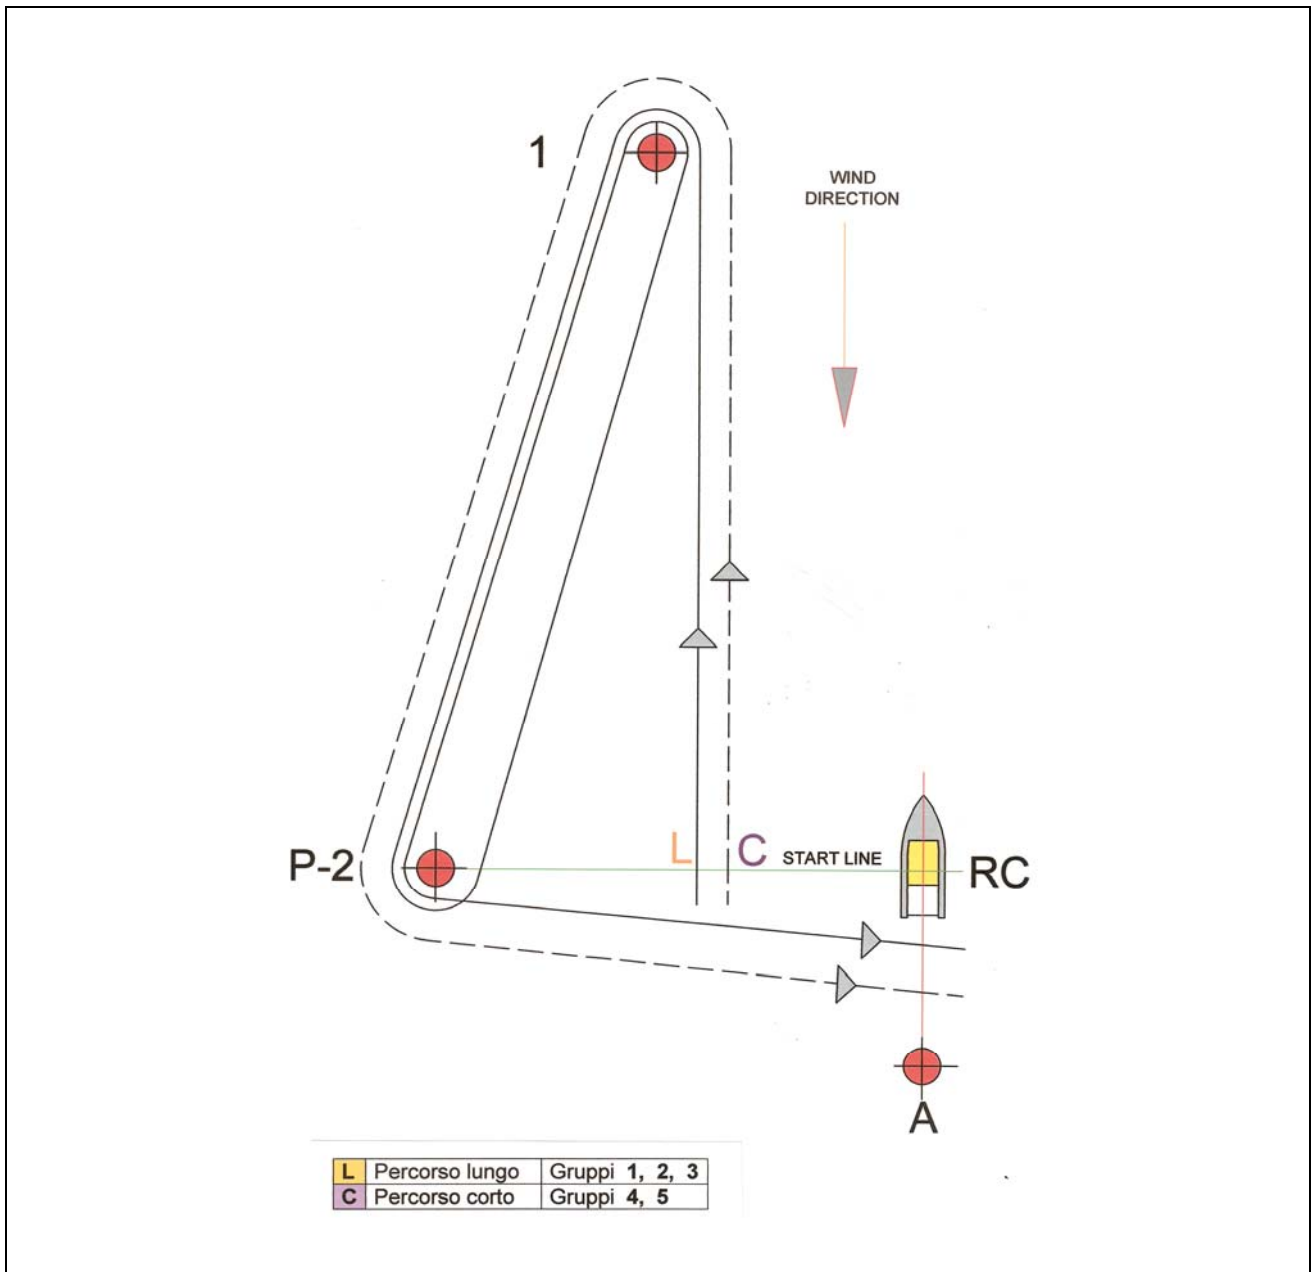 1
WIND
DIRECTION
P-2
L
C
START LINE
RC
A
L Percorso lungo Gruppi 1, 2, 3
C Percorso corto Gruppi 4, 5